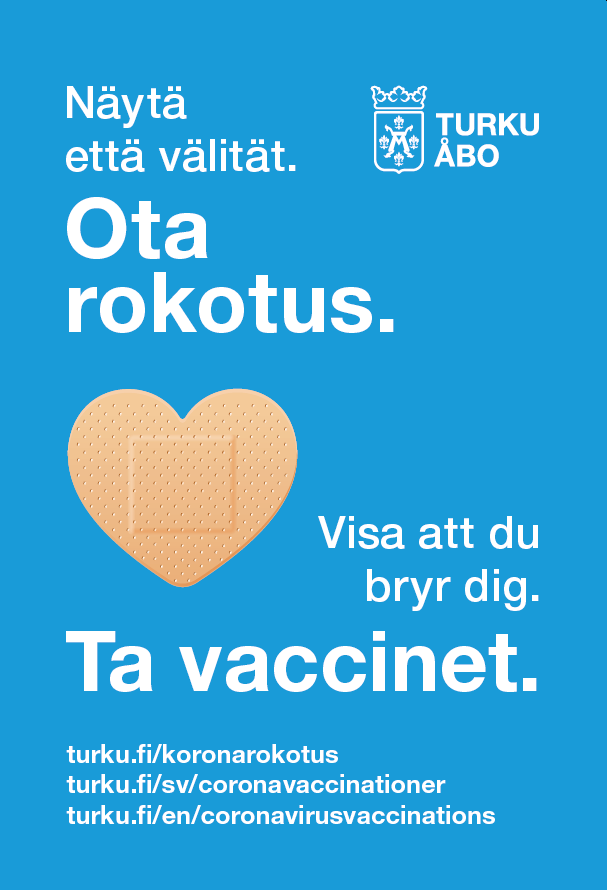 Näytä
että välität.
TURKU
ÅBO
Ota
rokotus.
Visa att du
bryr dig.
Ta vaccinet.
turku.fi/koronarokotus
turku.fi/sv/coronavaccinationer
turku.fi/en/coronavirusvaccinations